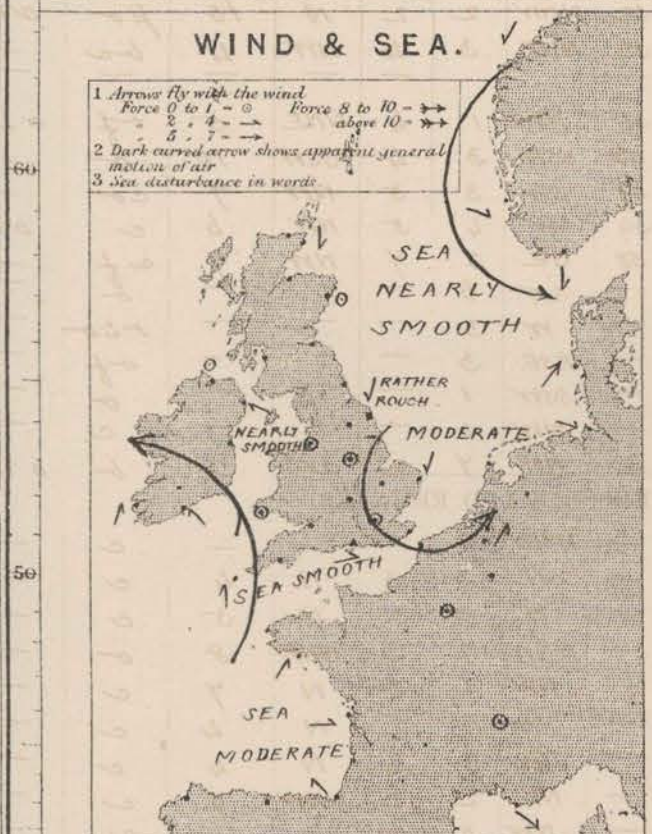 WIND & SEA.
1 Arrows fly with the wind
Force 0 to 1 = ⊙ Force 8 to 10 =
2 , 4 = above 10 =
5 , 7 =
2 Dark curved arrow shows apparent general
motion of air
3 Sea disturbance in words.
60
SEA
NEARLY
SMOOTH
RATHER
ROUGH
MODERATE
NEARLY
SMOOTH
50
SEA SMOOTH
SEA
MODERATE